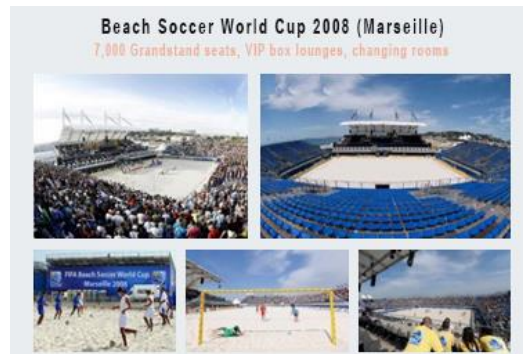 Beach Soccer World Cup 2008 (Marseille)
7,000 Grandstand seats, VIP box lounges, changing rooms
FIFA Beach Soccer World Cup
Marseille 2008